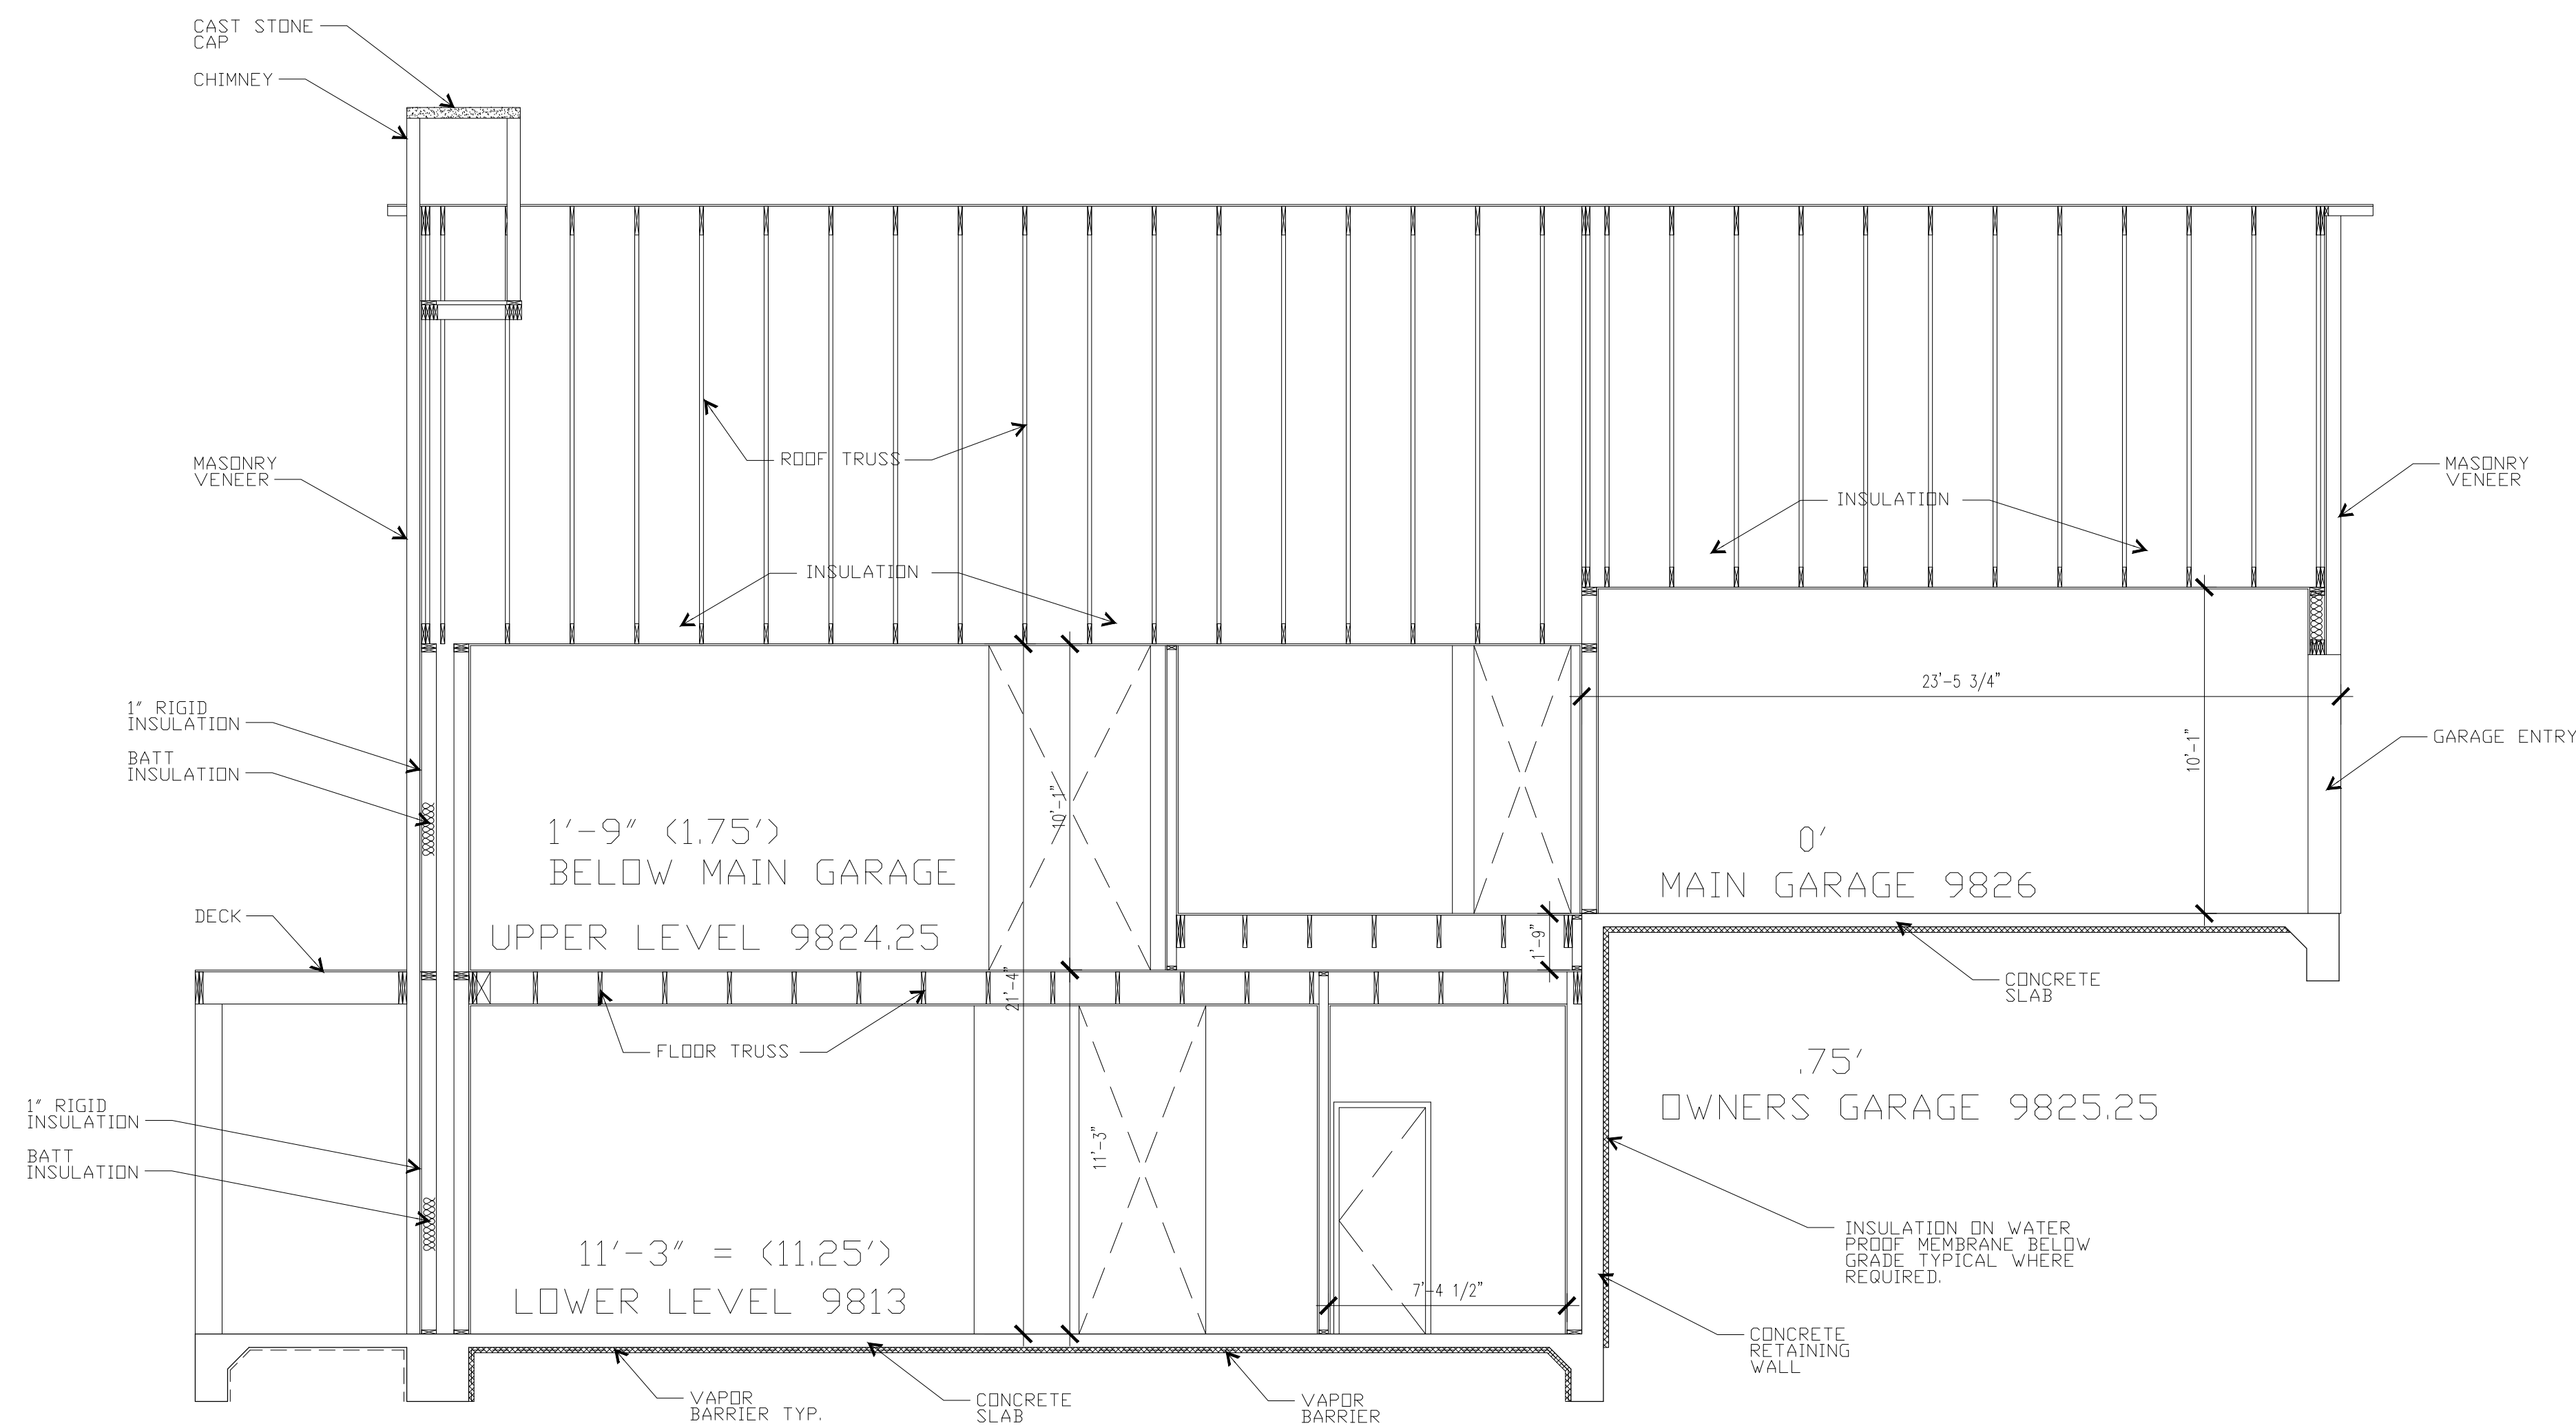 CAST STONE
CAP
CHIMNEY
MASONRY
VENEER
ROOF TRUSS
INSULATION
INSULATION
MASONRY
VENEER
1" RIGID
INSULATION
BATT
INSULATION
23'-5 3/4"
GARAGE ENTRY
10'-1"
10'-1"
1'-9" (1.75')
BELOW MAIN GARAGE
UPPER LEVEL 9824.25
0'
MAIN GARAGE 9826
DECK
1'-9"
21'-4"
CONCRETE
SLAB
FLOOR TRUSS
.75'
OWNERS GARAGE 9825.25
1" RIGID
INSULATION
BATT
INSULATION
11'-3"
11'-3" = (11.25')
LOWER LEVEL 9813
7'-4 1/2"
INSULATION ON WATER
PROOF MEMBRANE BELOW
GRADE TYPICAL WHERE
REQUIRED.
CONCRETE
RETAINING
WALL
VAPOR
BARRIER TYP.
CONCRETE
SLAB
VAPOR
BARRIER